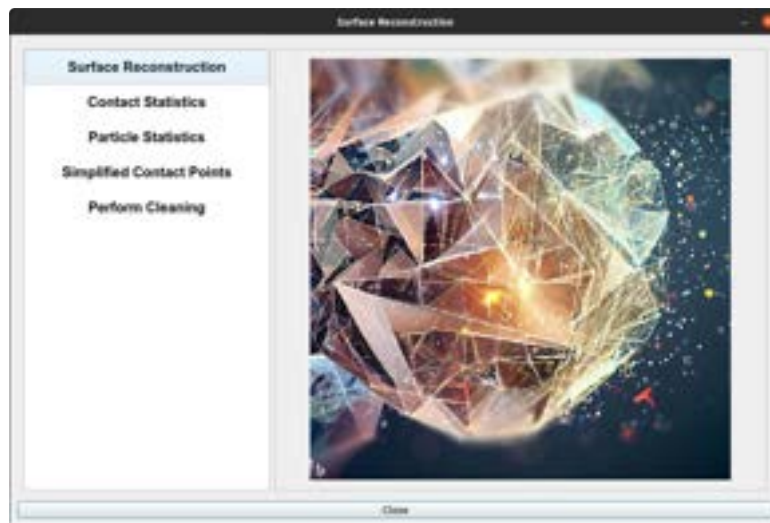 Surface Reconstruction
Surface Reconstruction
Contact Statistics
Particle Statistics
Simplified Contact Points
Perform Cleaning
Close